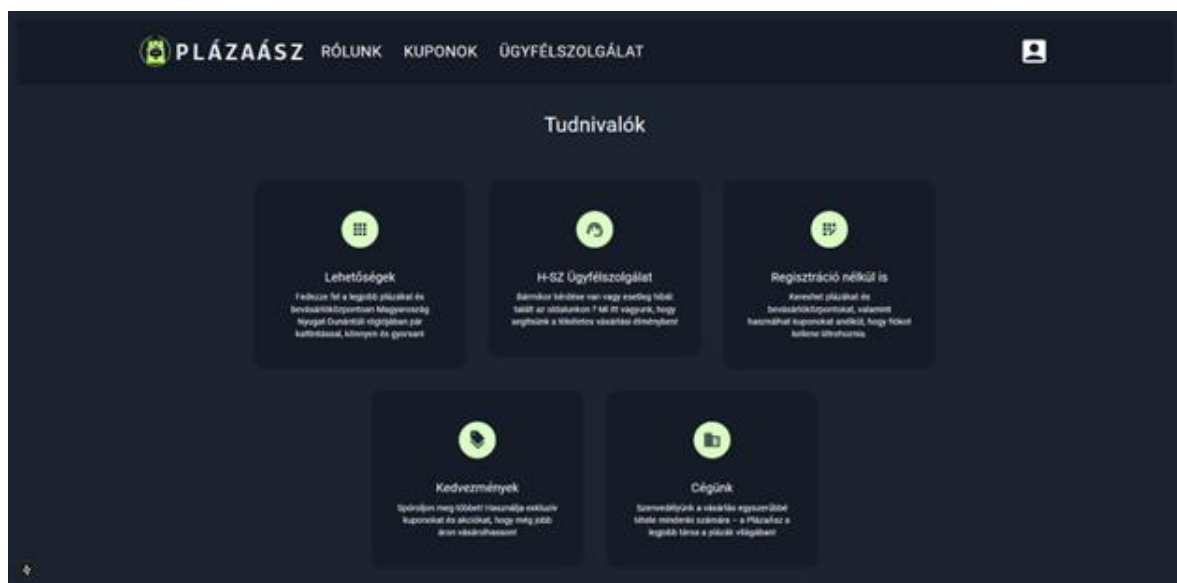 PLÁZAÁSZ RÓLUNK KUPONOK ÜGYFÉLSZOLGÁLAT
Tudnivalók
Lehetőségek
Fedezze fel a legjobb plázákat és
bevásárlóközpontban Magyarország
Nyugat Dunántúli régiójában pár
kattintással, könnyen és gyorsan!
H-SZ Ügyfélszolgálat
Bármikor kérdése van vagy esetleg hibát
talált az oldalunkon ? Mi itt vagyunk, hogy
segítsünk a tökéletes vásárlási élményben!
Regisztráció nélkül is
Kereshet plázákat és
bevásárlóközpontokat, valamint
használhat kuponokat anélkül, hogy fiókot
kellene létrehoznia.
Kedvezmények
Spóroljon meg többet! Használja exkluzív
kuponokat és akciókat, hogy még jobb
áron vásárolhasson!
Cégünk
Szenvedélyünk a vásárlás egyszerűbbé
tétele mindenki számára – a PlázaÁsz a
legjobb társa a plázák világában!